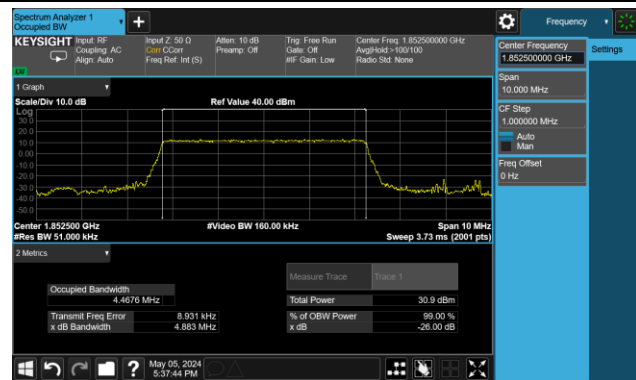 Spectrum Analyzer 1
Occupied BW
Frequency
KEYSIGHT
Input: RF
Coupling: AC
Align: Auto
Input Z: 50 Ω
Corr CCorr
Freq Ref: Int (S)
Atten: 10 dB
Preamp: Off
Trig: Free Run
Gate: Off
#IF Gain: Low
Center Freq: 1.852500000 GHz
Avg|Hold:>100/100
Radio Std: None
Center Frequency
1.852500000 GHz
Settings
Span
10.000 MHz
CF Step
1.000000 MHz
Auto
Man
Freq Offset
0 Hz
LW
1 Graph
Scale/Div 10.0 dB
Ref Value 40.00 dBm
Log
30.0
20.0
10.0
0.00
-10.0
-20.0
-30.0
-40.0
-50.0
Center 1.852500 GHz
#Video BW 160.00 kHz
Span 10 MHz
#Res BW 51.000 kHz
Sweep 3.73 ms (2001 pts)
2 Metrics
Measure Trace
Trace 1
Occupied Bandwidth
4.4676 MHz
Total Power
30.9 dBm
Transmit Freq Error
8.931 kHz
% of OBW Power
99.00 %
x dB Bandwidth
4.883 MHz
x dB
-26.00 dB
May 05, 2024
5:37:44 PM